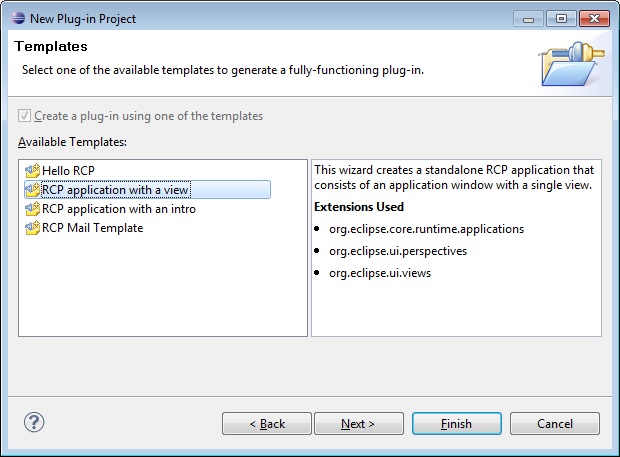 New Plug-in Project
Templates
Select one of the available templates to generate a fully-functioning plug-in.
Create a plug-in using one of the templates
Available Templates:
Hello RCP
RCP application with a view
RCP application with an intro
RCP Mail Template
This wizard creates a standalone RCP application that
consists of an application window with a single view.
Extensions Used
• org.eclipse.core.runtime.applications
• org.eclipse.ui.perspectives
• org.eclipse.ui.views
?
< Back
Next >
Finish
Cancel